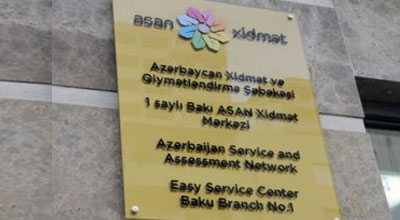 asan xidmət
Azərbaycan Xidmət və
Qiymətləndirmə Şəbəkəsi
1 saylı Bakı ASAN Xidmət
Mərkəzi
Azerbaijan Service and
Assessment Network
Easy Service Center
Baku Branch No.1